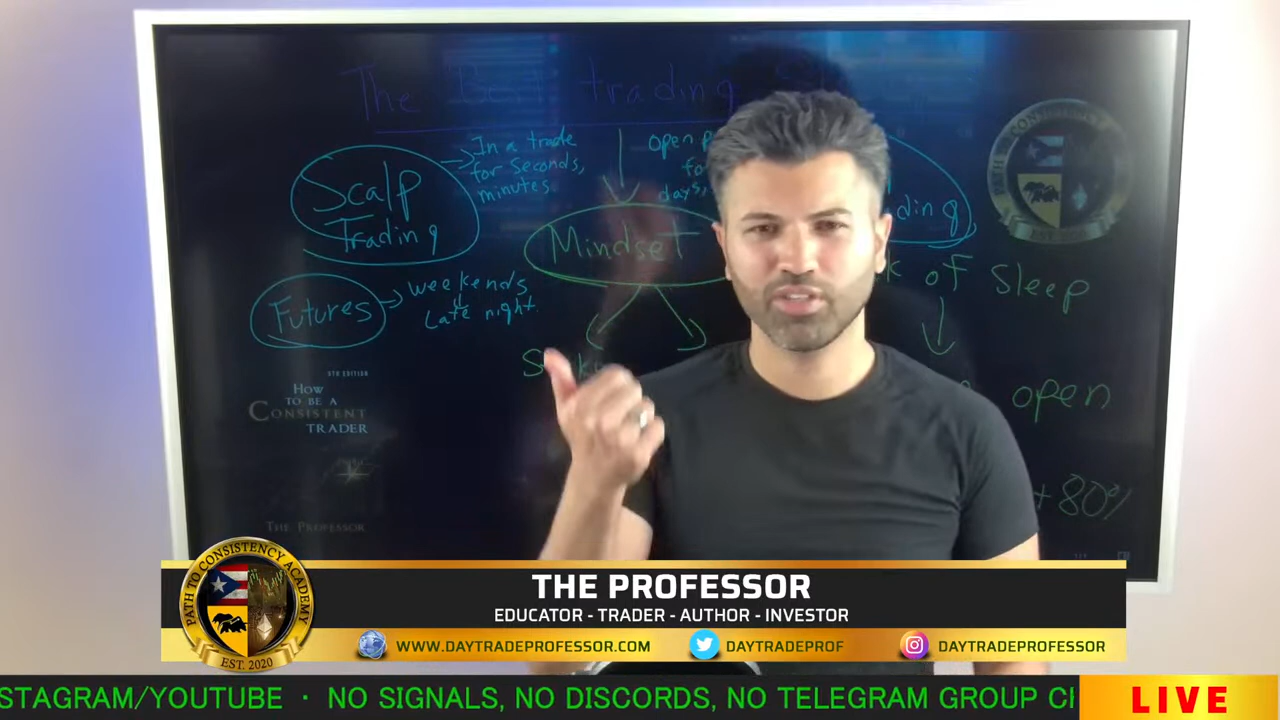 The trading
In a trade
for seconds,
minutes
open
days,
Scalp
Trading
Mindset
ding
of Sleep
Futures
weekends
Late night.
open
+ 80%
5TH EDITION
HOW
TO BE A
CONSISTENT
TRADER
THE PROFESSOR
PATH TO CONSISTENCY ACADEMY
EST. 2020
THE PROFESSOR
EDUCATOR - TRADER - AUTHOR - INVESTOR
WWW.DAYTRADEPROFESSOR.COM
DAYTRADEPROF
DAYTRADEPROFESSOR
STAGRAM/YOUTUBE · NO SIGNALS, NO DISCORDS, NO TELEGRAM GROUP CH
LIVE